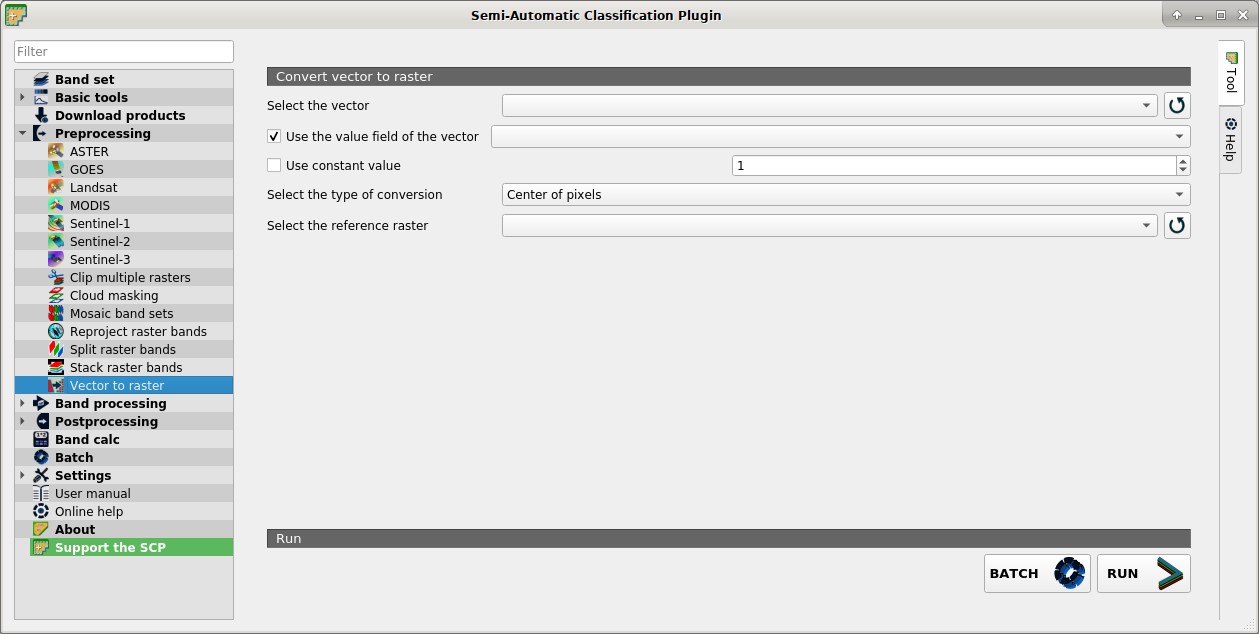 Semi-Automatic Classification Plugin
Filter
Band set
Basic tools
Download products
Preprocessing
ASTER
GOES
Landsat
MODIS
Sentinel-1
Sentinel-2
Sentinel-3
Clip multiple rasters
Cloud masking
Mosaic band sets
Reproject raster bands
Split raster bands
Stack raster bands
Vector to raster
Band processing
Postprocessing
Band calc
Batch
Settings
User manual
Online help
About
Support the SCP
Convert vector to raster
Select the vector
Use the value field of the vector
Use constant value
1
Select the type of conversion
Center of pixels
Select the reference raster
Run
BATCH
RUN
Tool
Help